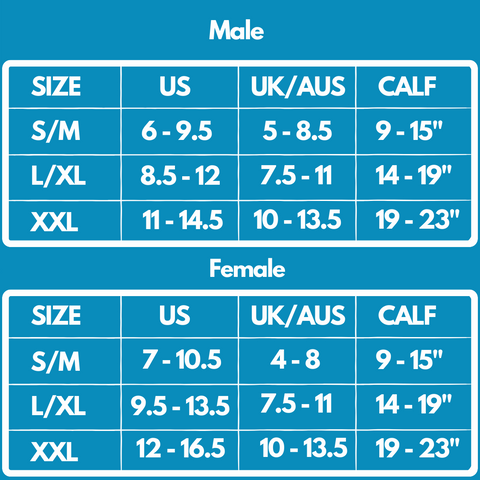 Male
SIZE US UK/AUS CALF
S/M 6 - 9.5 5 - 8.5 9 - 15"
L/XL 8.5 - 12 7.5 - 11 14 - 19"
XXL 11 - 14.5 10 - 13.5 19 - 23"
Female
SIZE US UK/AUS CALF
S/M 7 - 10.5 4 - 8 9 - 15"
L/XL 9.5 - 13.5 7.5 - 11 14 - 19"
XXL 12 - 16.5 10 - 13.5 19 - 23"